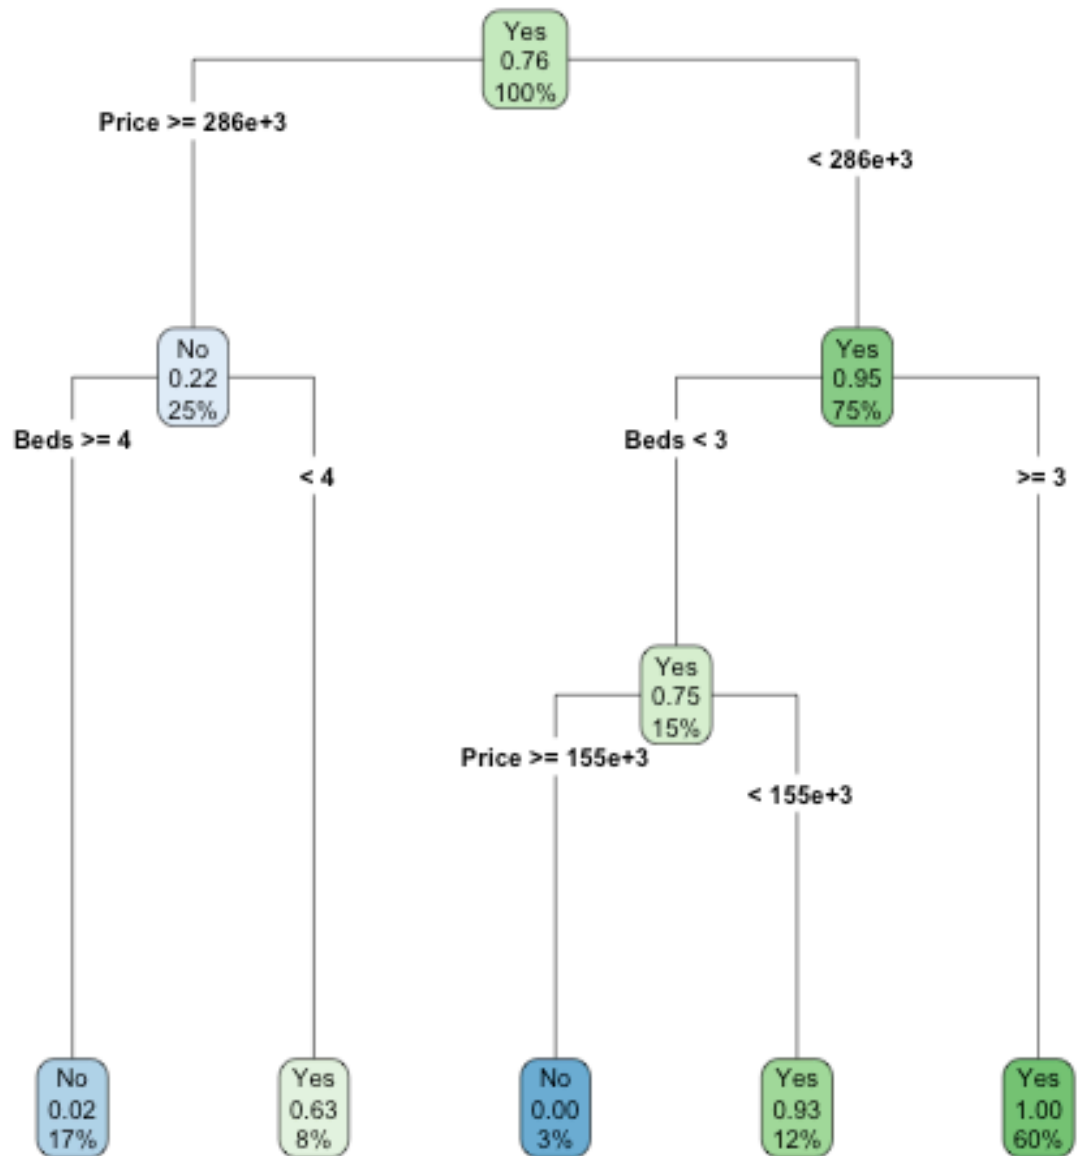 Yes
0.76
100%
Price >= 286e+3
< 286e+3
No
0.22
25%
Yes
0.95
75%
Beds >= 4
< 4
Beds < 3
>= 3
Yes
0.75
15%
Price >= 155e+3
< 155e+3
No
0.02
17%
Yes
0.63
8%
No
0.00
3%
Yes
0.93
12%
Yes
1.00
60%